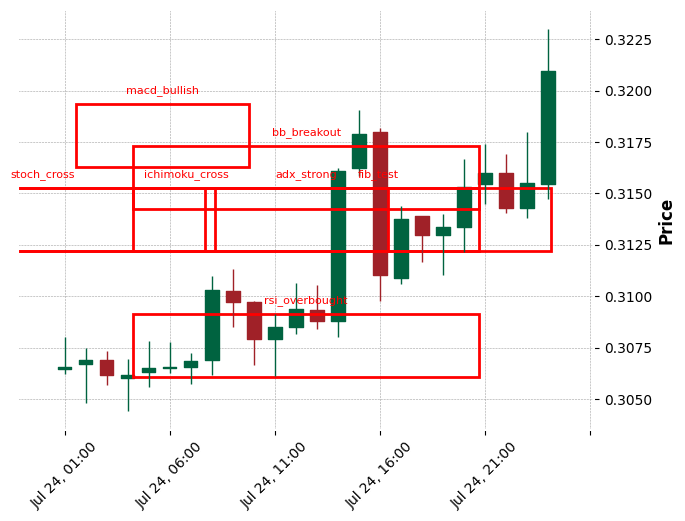 macd_bullish
bb_breakout
stoch_cross
ichimoku_cross
adx_strong
rsi_overbought
0.3225
0.3200
0.3175
0.3150
0.3125
0.3100
0.3075
0.3050
Price
Jul 24, 01:00
Jul 24, 06:00
Jul 24, 11:00
Jul 24, 16:00
Jul 24, 21:00